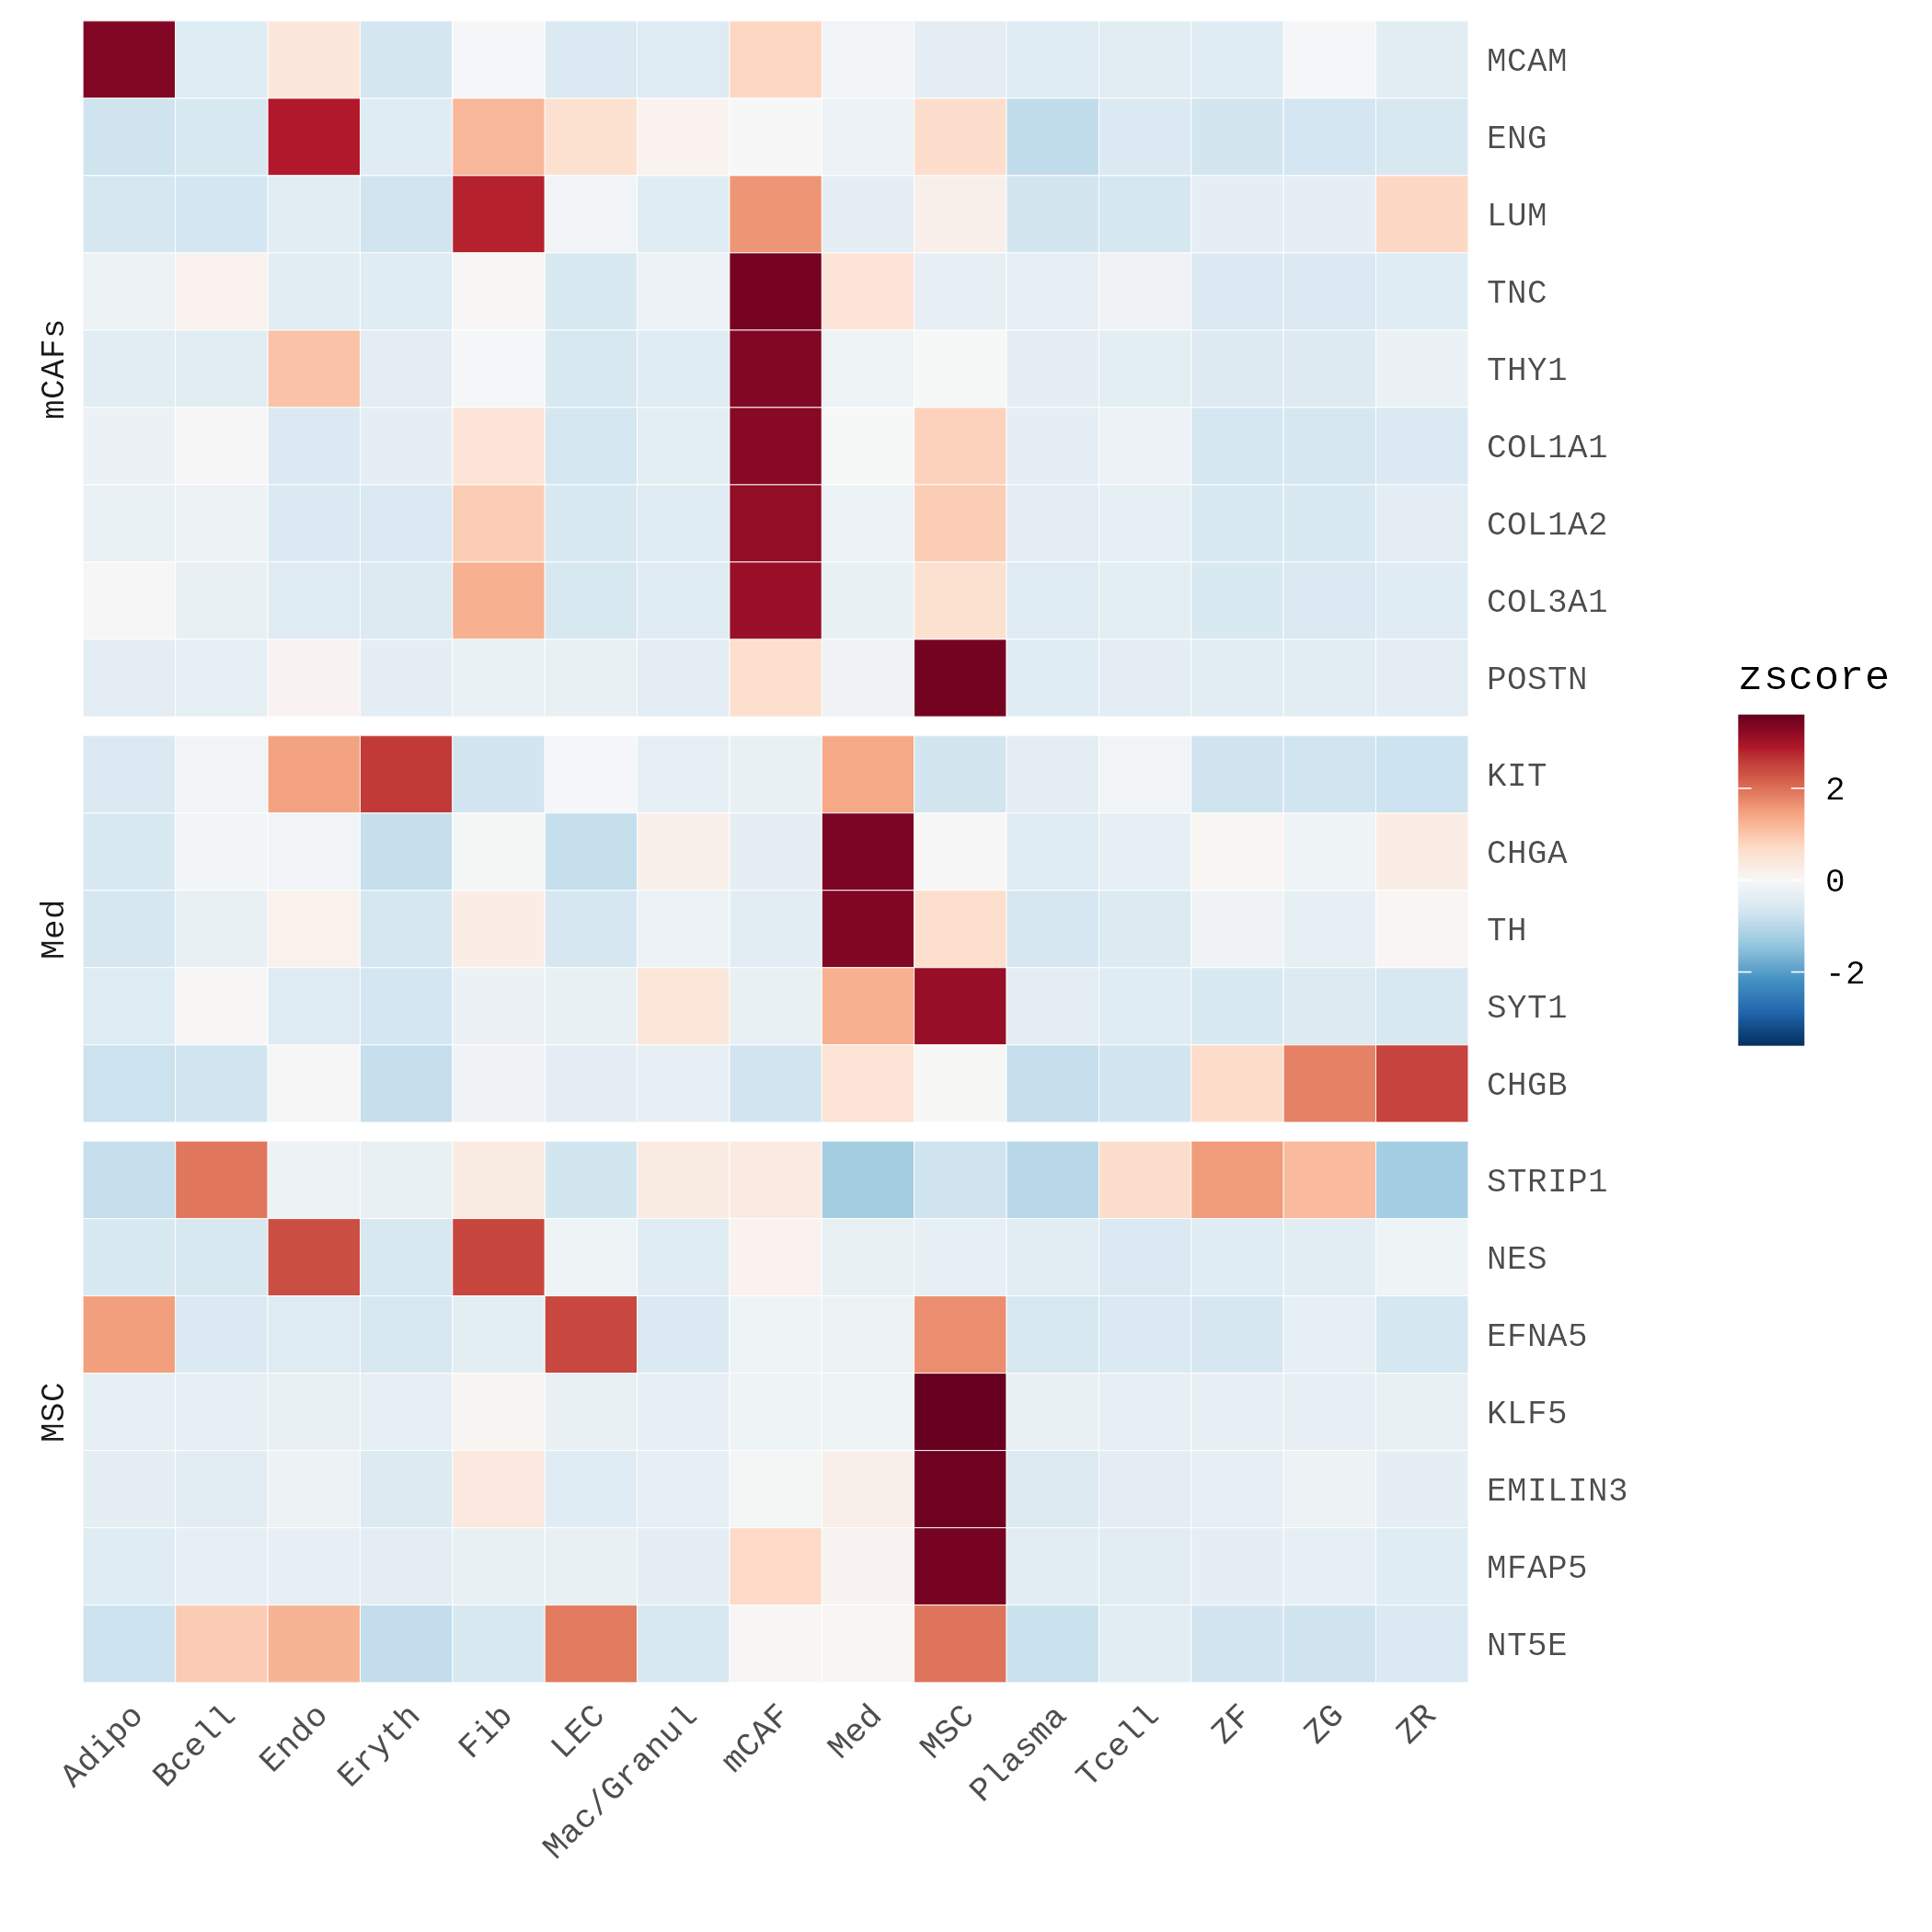 mCAFs
MCAM
ENG
LUM
TNC
THY1
COL1A1
COL1A2
COL3A1
POSTN
Med
KIT
CHGA
TH
SYT1
CHGB
MSC
STRIP1
NES
EFNA5
KLF5
EMILIN3
MFAP5
NT5E
Adipo
Bcell
Endo
Eryth
Fib
LEC
Mac/Granul
mCAF
Med
MSC
Plasma
Tcell
ZF
ZG
ZR
zscore
2
0
-2